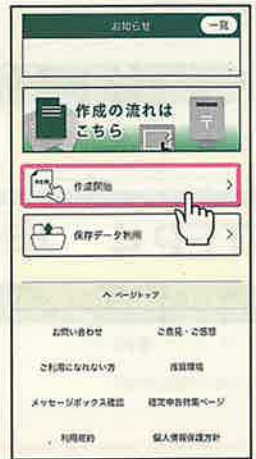 お知らせ
一覧
作成の流れは
こちら
作成開始
保存データ利用
ページトップ
お問い合わせ
ご意見・ご感想
ご利用になれない方
推奨環境
メッセージボックス確認
確定申告特集ページ
利用規約
個人情報保護方針